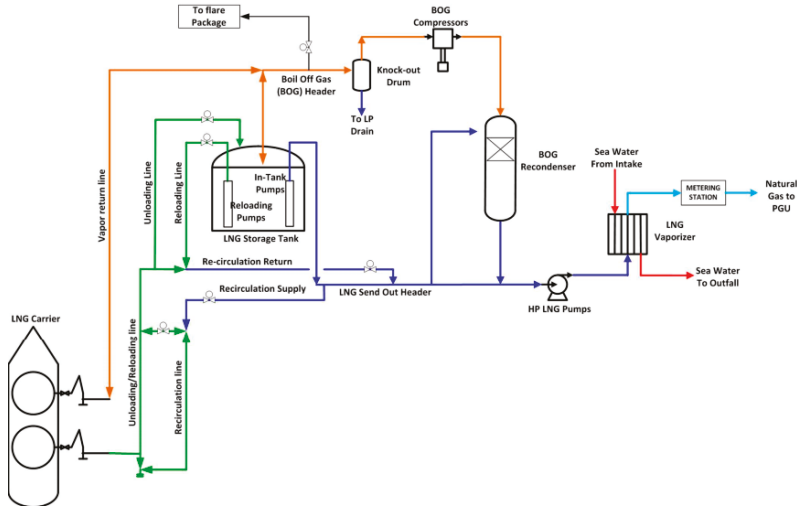 To flare
Package
BOG
Compressors
Boil Off Gas
(BOG) Header
Knock-out
Drum
To LP
Drain
BOG
Recondenser
Sea Water
From Intake
METERING
STATION
Natural
Gas to
PGU
LNG
Vaporizer
Sea Water
To Outfall
Vapor return line
Unloading Line
Reloading Line
In-Tank
Pumps
Reloading
Pumps
LNG Storage Tank
Re-circulation Return
Recirculation Supply
LNG Send Out Header
HP LNG Pumps
LNG Carrier
Unloading/Reloading line
Recirculation line